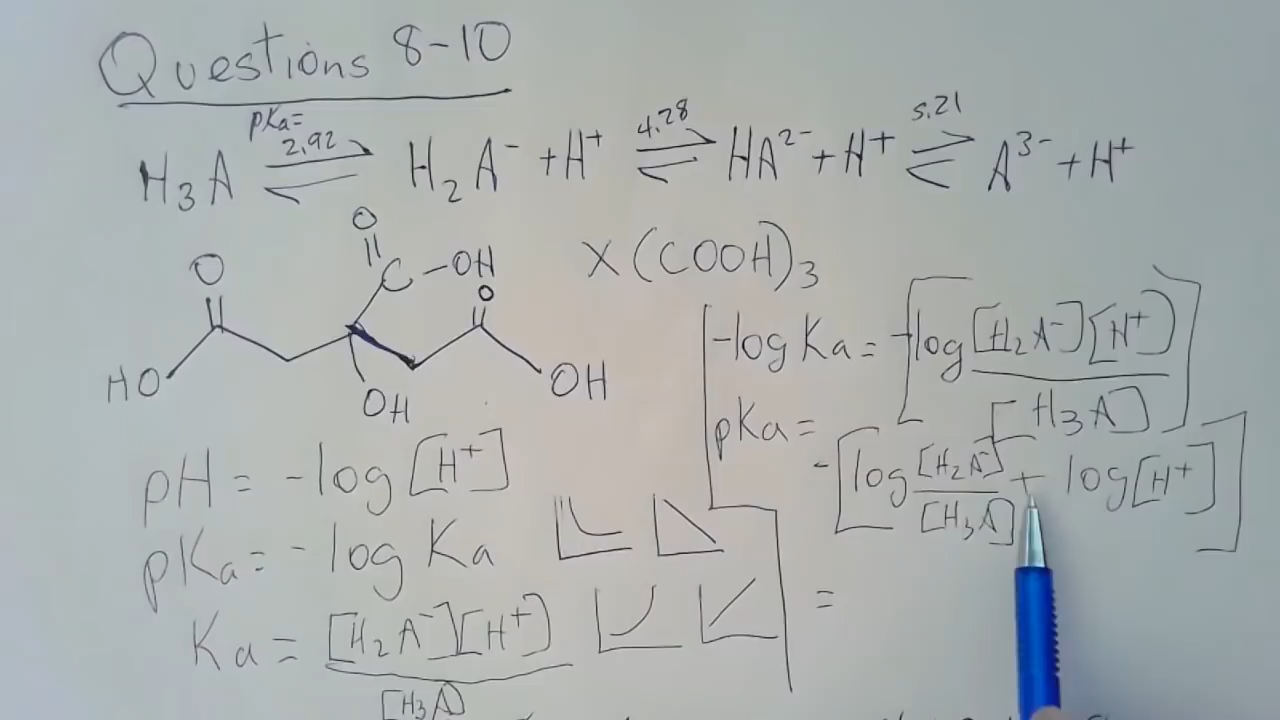 Questions 8-10
pKa=
2.92 4.28 5.21
H₃A ⇌ H₂A⁻ + H⁺ ⇌ HA²⁻ + H⁺ ⇌ A³⁻ + H⁺
O
O C-OH X(COOH)₃
O
HO OH OH
-log Ka = -[log [H₂A⁻][H⁺] / [H₃A]]
pKa =
-[log [H₂A⁻] / [H₃A] + log[H⁺]]
=
pH = -log [H⁺]
pKa = -log Ka
Ka = [H₂A⁻][H⁺] / [H₃A]